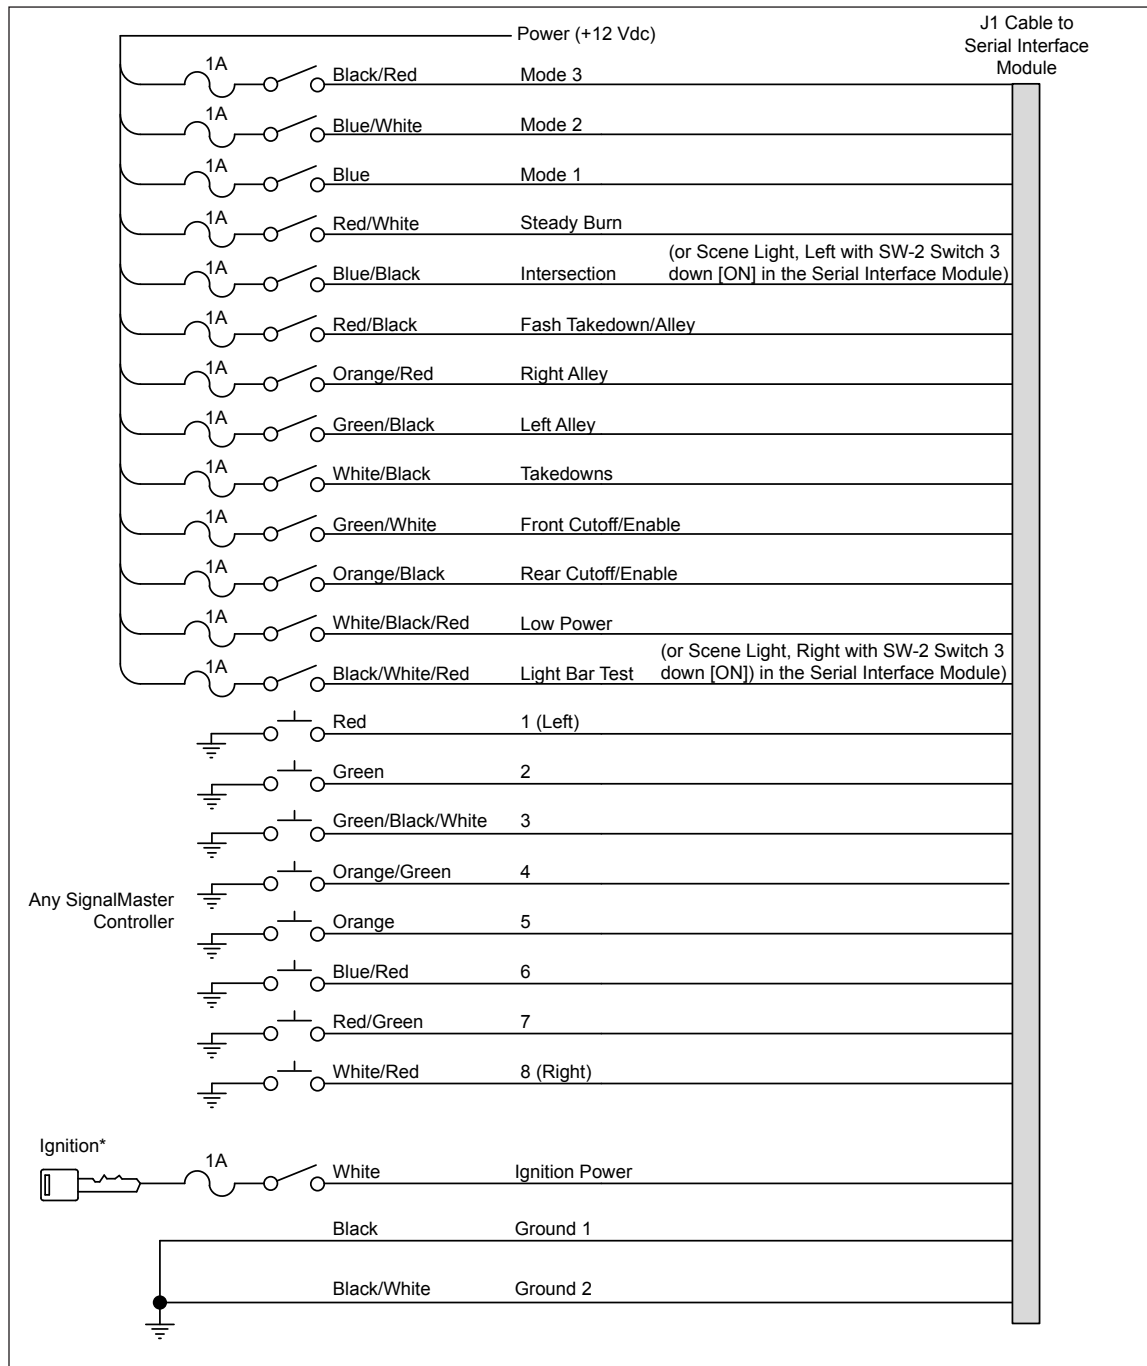 J1 Cable to
Serial Interface
Module
Power (+12 Vdc)
1A Black/Red Mode 3
1A Blue/White Mode 2
1A Blue Mode 1
1A Red/White Steady Burn
(or Scene Light, Left with SW-2 Switch 3
1A Blue/Black Intersection down [ON] in the Serial Interface Module)
1A Red/Black Fash Takedown/Alley
1A Orange/Red Right Alley
1A Green/Black Left Alley
1A White/Black Takedowns
1A Green/White Front Cutoff/Enable
1A Orange/Black Rear Cutoff/Enable
1A White/Black/Red Low Power
(or Scene Light, Right with SW-2 Switch 3
1A Black/White/Red Light Bar Test down [ON]) in the Serial Interface Module)
Red 1 (Left)
Green 2
Green/Black/White 3
Orange/Green 4
Any SignalMaster
Controller
Orange 5
Blue/Red 6
Red/Green 7
White/Red 8 (Right)
Ignition*
1A White Ignition Power
Black Ground 1
Black/White Ground 2